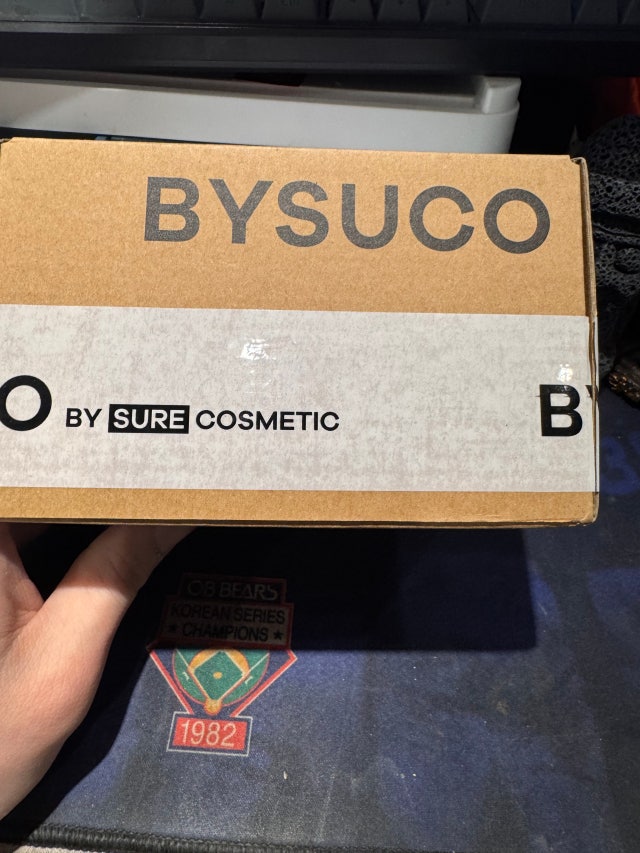 BYSUCO
O BY SURE COSMETIC B
OB BEARS
KOREAN SERIES
★ CHAMPIONS ★
1982